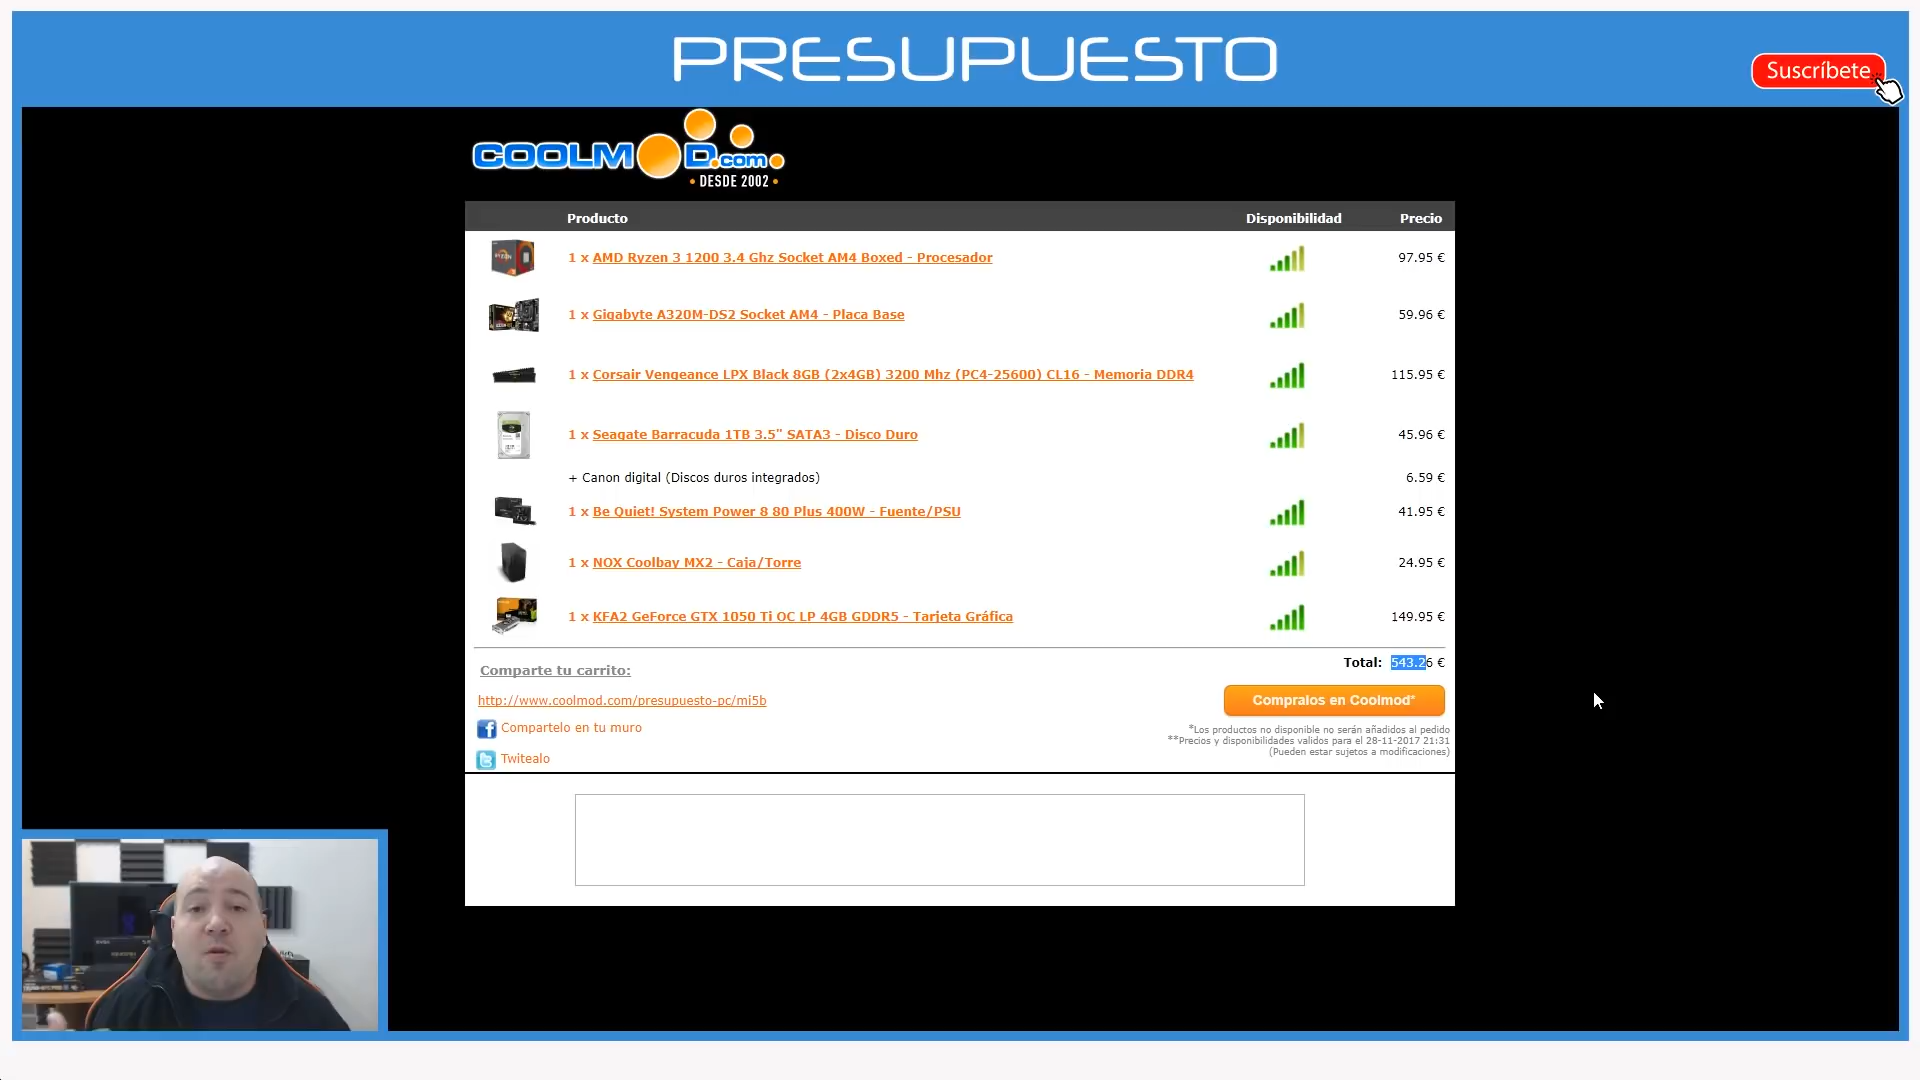 PRESUPUESTO
Suscríbete
COOLMOD.com
• DESDE 2002 •
Producto Disponibilidad Precio
1 x AMD Ryzen 3 1200 3.4 Ghz Socket AM4 Boxed - Procesador 97.95 €
1 x Gigabyte A320M-DS2 Socket AM4 - Placa Base 59.96 €
1 x Corsair Vengeance LPX Black 8GB (2x4GB) 3200 Mhz (PC4-25600) CL16 - Memoria DDR4 115.95 €
1 x Seagate Barracuda 1TB 3.5" SATA3 - Disco Duro 45.96 €
+ Canon digital (Discos duros integrados) 6.59 €
1 x Be Quiet! System Power 8 80 Plus 400W - Fuente/PSU 41.95 €
1 x NOX Coolbay MX2 - Caja/Torre 24.95 €
1 x KFA2 GeForce GTX 1050 Ti OC LP 4GB GDDR5 - Tarjeta Gráfica 149.95 €
Total: 543.26 €
Comparte tu carrito:
http://www.coolmod.com/presupuesto-pc/mi5b
Compralos en Coolmod*
Compartelo en tu muro
*Los productos no disponible no serán añadidos al pedido
**Precios y disponibilidades validos para el 28-11-2017 21:31
(Pueden estar sujetos a modificaciones)
Twitealo